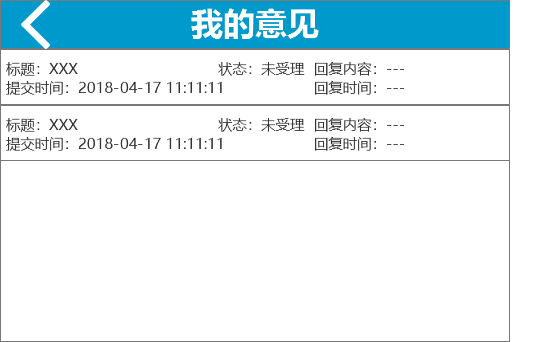 我的意见
标题：XXX 状态：未受理 回复内容：---
提交时间：2018-04-17 11:11:11 回复时间：---
标题：XXX 状态：未受理 回复内容：---
提交时间：2018-04-17 11:11:11 回复时间：---